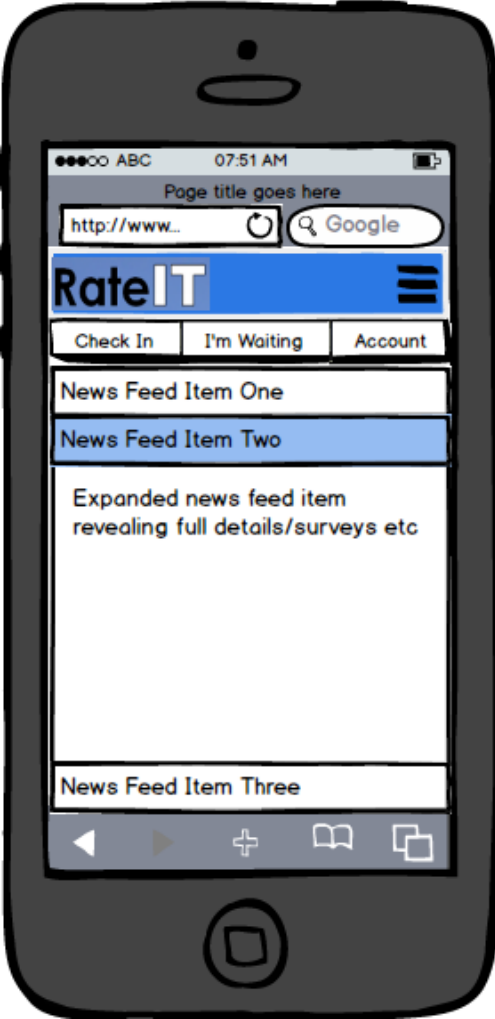 ABC 07:51 AM
Page title goes here
http://www... Google
RateIT
Check In I'm Waiting Account
News Feed Item One
News Feed Item Two
Expanded news feed item
revealing full details/surveys etc
News Feed Item Three